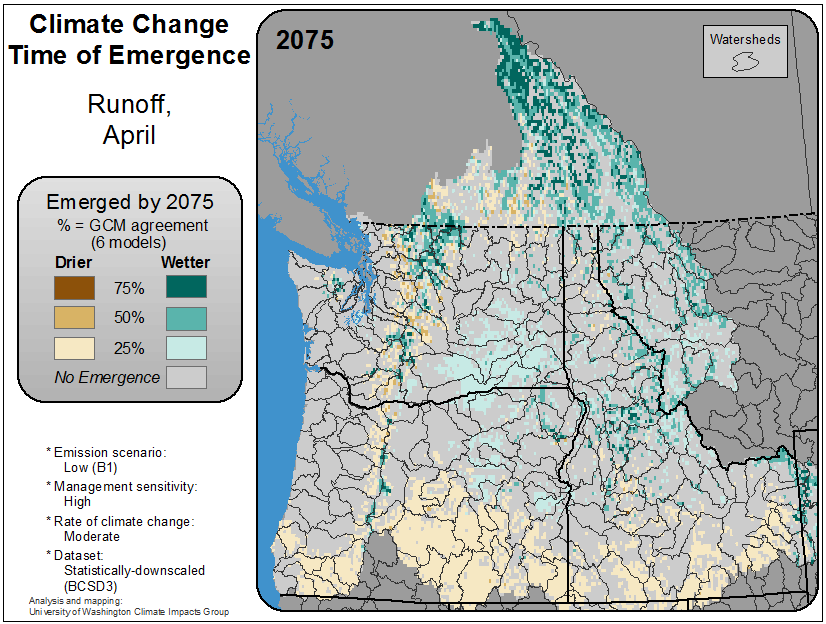 Climate Change
Time of Emergence
Runoff,
April
Emerged by 2075
% = GCM agreement
(6 models)
Drier Wetter
75%
50%
25%
No Emergence
* Emission scenario:
Low (B1)
* Management sensitivity:
High
* Rate of climate change:
Moderate
* Dataset:
Statistically-downscaled
(BCSD3)
Analysis and mapping:
University of Washington Climate Impacts Group
2075
Watersheds